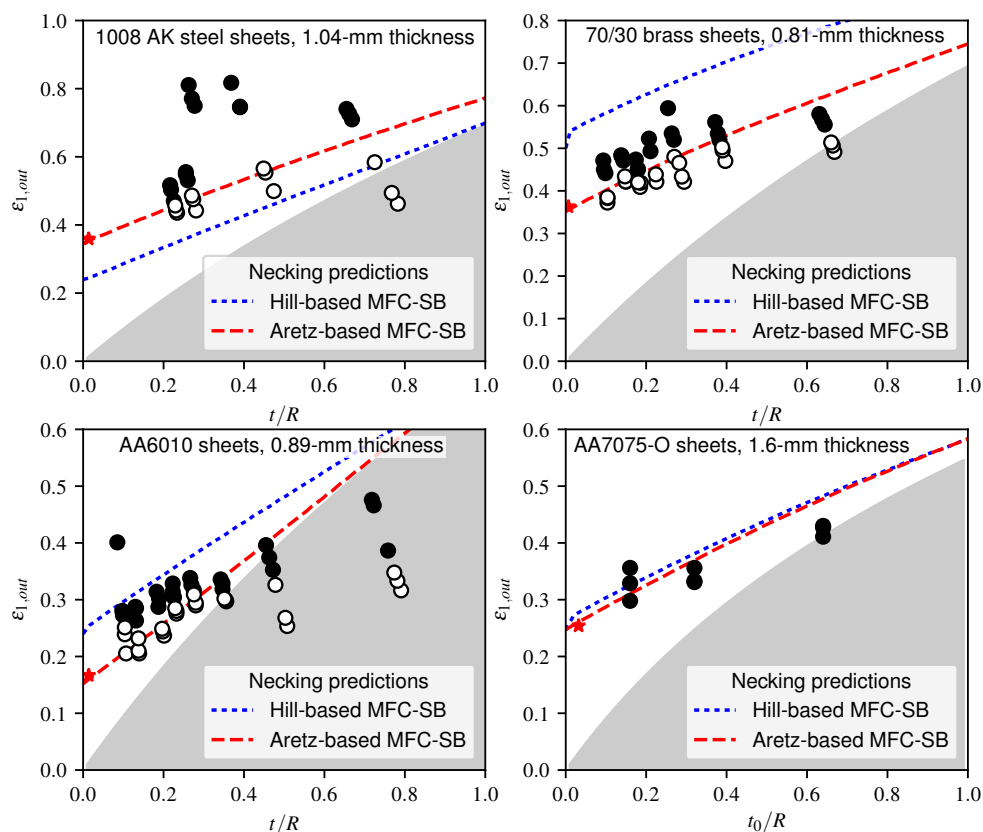 1008 AK steel sheets, 1.04-mm thickness
1.0
0.8
0.6
0.4
0.2
0.0
ε1,out
Necking predictions
Hill-based MFC-SB
Aretz-based MFC-SB
0.0 0.2 0.4 0.6 0.8 1.0
t/R
70/30 brass sheets, 0.81-mm thickness
0.8
0.7
0.6
0.5
0.4
0.3
0.2
0.1
0.0
ε1,out
Necking predictions
Hill-based MFC-SB
Aretz-based MFC-SB
0.0 0.2 0.4 0.6 0.8 1.0
t/R
AA6010 sheets, 0.89-mm thickness
0.6
0.5
0.4
0.3
0.2
0.1
0.0
ε1,out
Necking predictions
Hill-based MFC-SB
Aretz-based MFC-SB
0.0 0.2 0.4 0.6 0.8 1.0
t/R
AA7075-O sheets, 1.6-mm thickness
0.6
0.5
0.4
0.3
0.2
0.1
0.0
ε1,out
Necking predictions
Hill-based MFC-SB
Aretz-based MFC-SB
0.0 0.2 0.4 0.6 0.8 1.0
t0/R